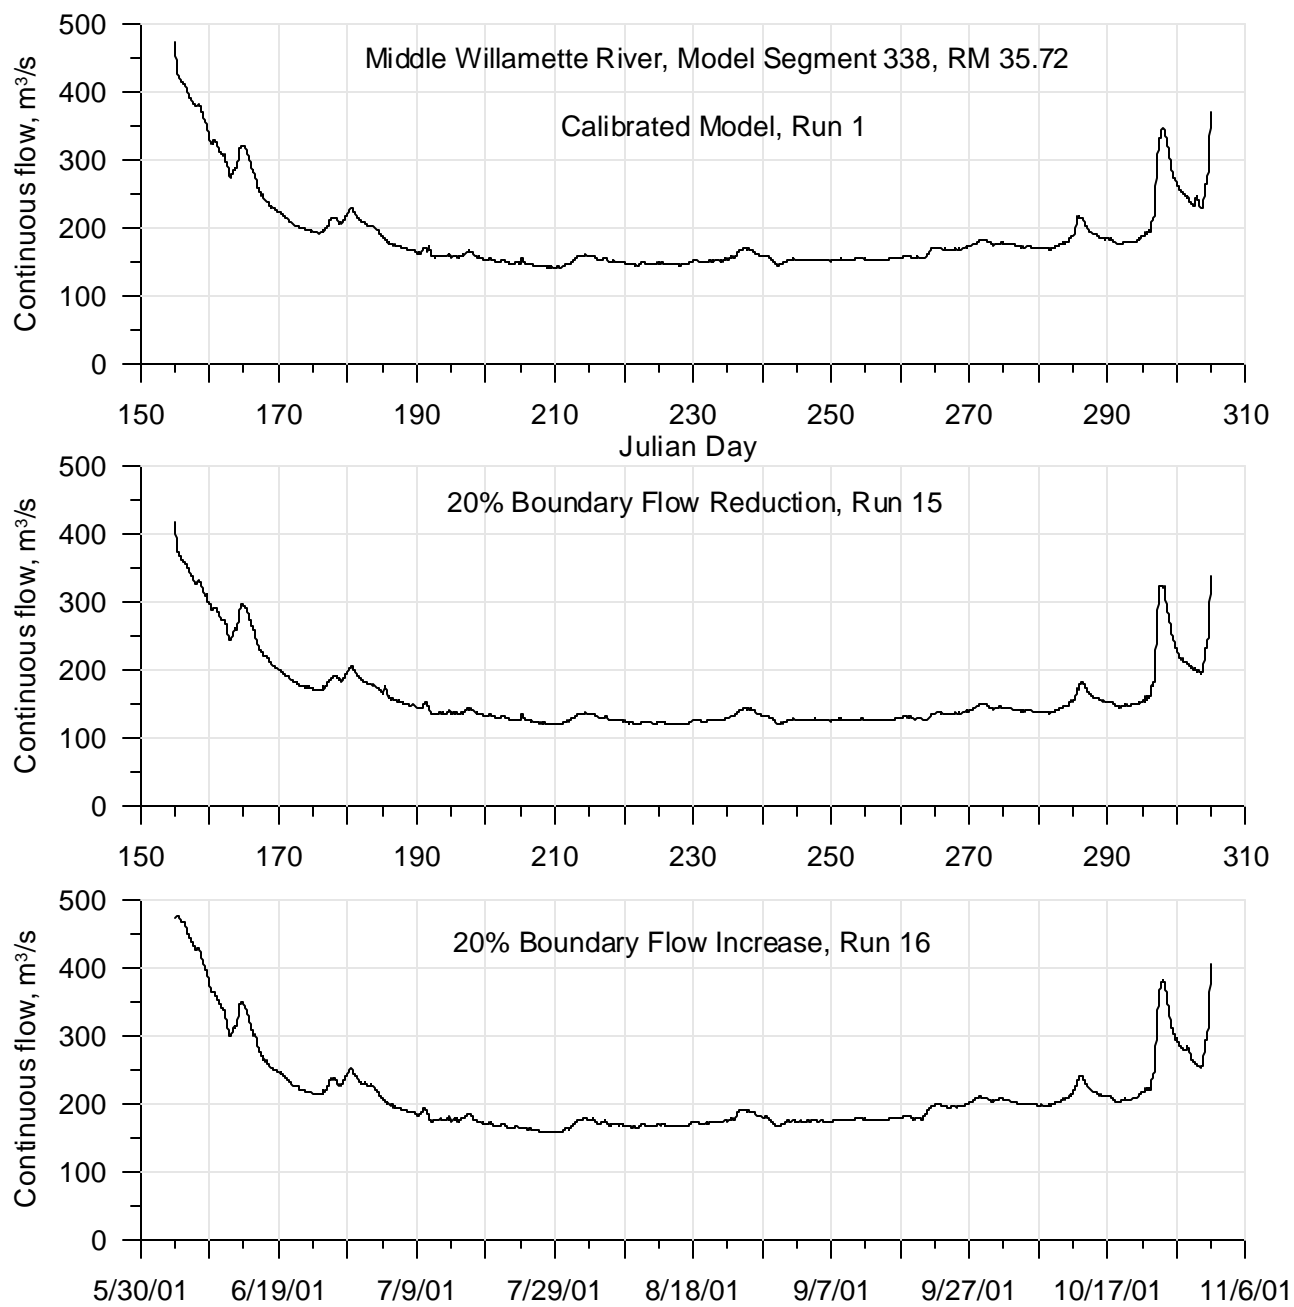 500
400
300
200
100
0
Continuous flow, m³/s
Middle Willamette River, Model Segment 338, RM 35.72
Calibrated Model, Run 1
150 170 190 210 230 250 270 290 310
Julian Day
500
400
300
200
100
0
Continuous flow, m³/s
20% Boundary Flow Reduction, Run 15
150 170 190 210 230 250 270 290 310
500
400
300
200
100
0
Continuous flow, m³/s
20% Boundary Flow Increase, Run 16
5/30/01 6/19/01 7/9/01 7/29/01 8/18/01 9/7/01 9/27/01 10/17/01 11/6/01